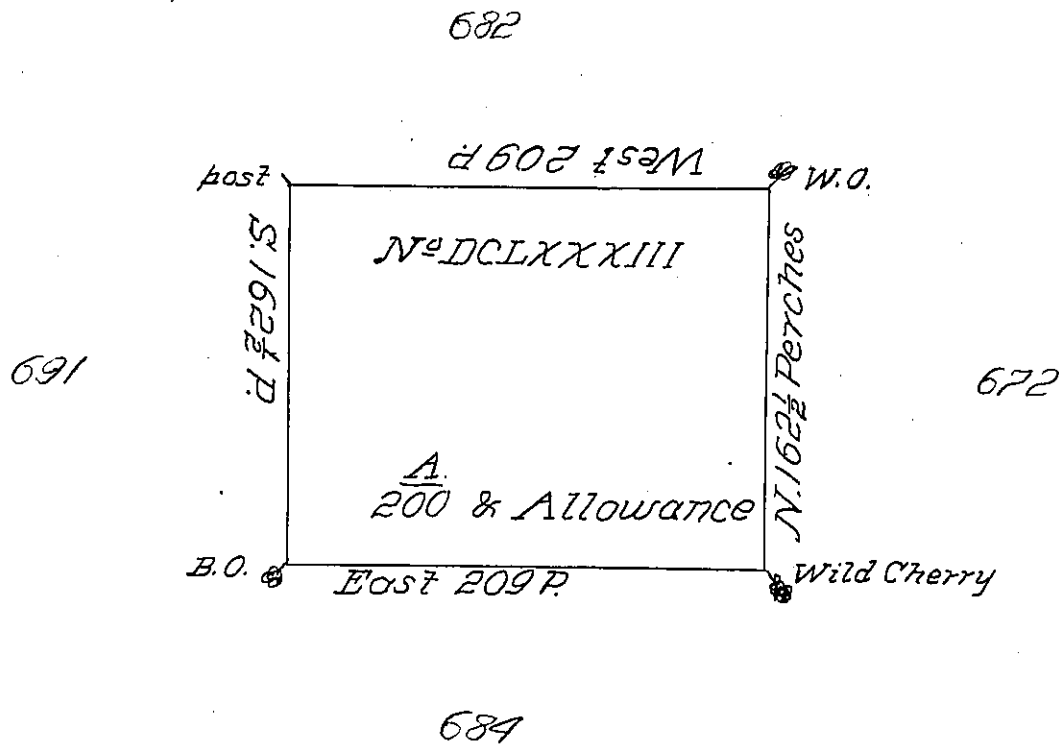 682
West 209 P.
post
W.O.
Nº DCLXXXIII
S. 162½ P.
N. 162½ Perches
691
672
A.
200 & Allowance
B.O.
East 209 P.
Wild Cherry
684